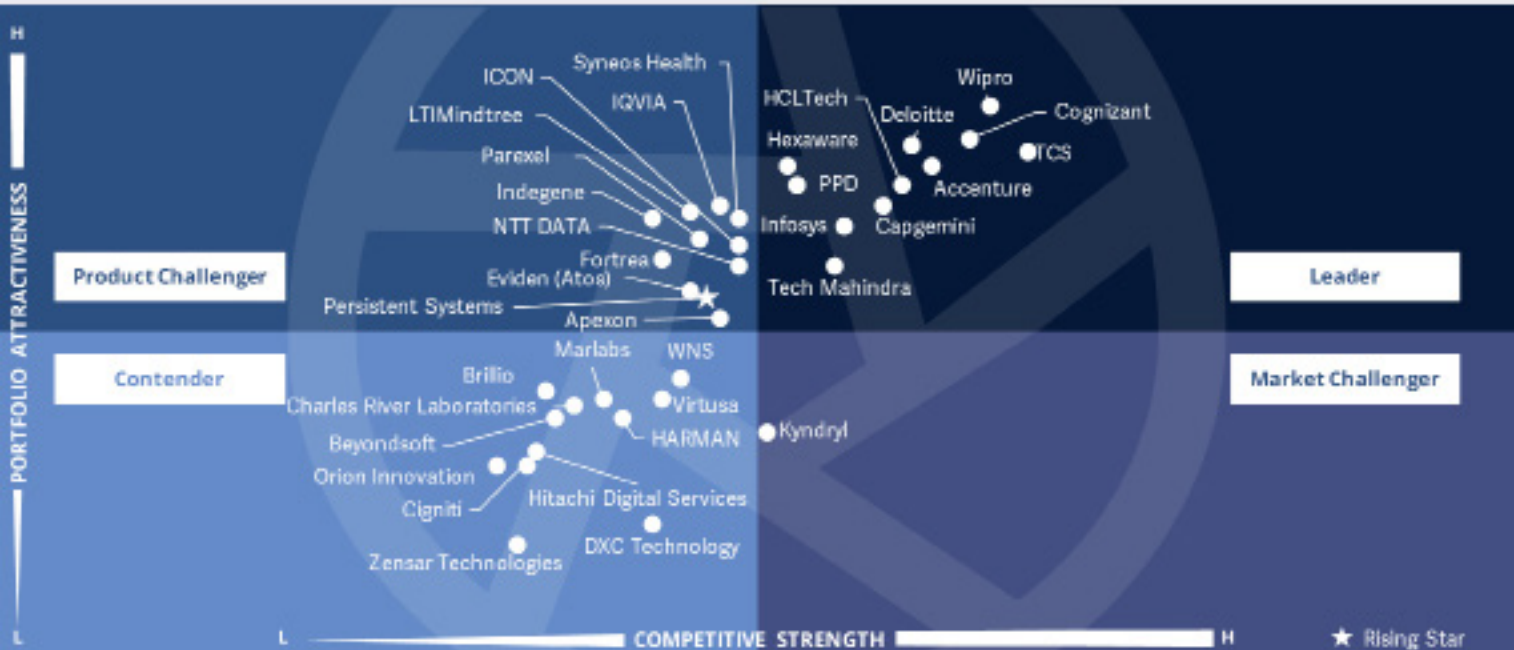 H
PORTFOLIO ATTRACTIVENESS
L
Syneos Health
ICON
IQVIA
LTIMindtree
Parexel
Indegene
NTT DATA
Fortrea
Eviden (Atos)
Persistent Systems
Apexon
Product Challenger
Wipro
HCLTech
Deloitte
Cognizant
Hexaware
TCS
PPD
Accenture
Infosys
Capgemini
Tech Mahindra
Leader
Contender
Marlabs
WNS
Brillio
Charles River Laboratories
Virtusa
Beyondsoft
HARMAN
Orion Innovation
Hitachi Digital Services
Cigniti
DXC Technology
Zensar Technologies
Market Challenger
Kyndryl
L
COMPETITIVE STRENGTH
H
Rising Star